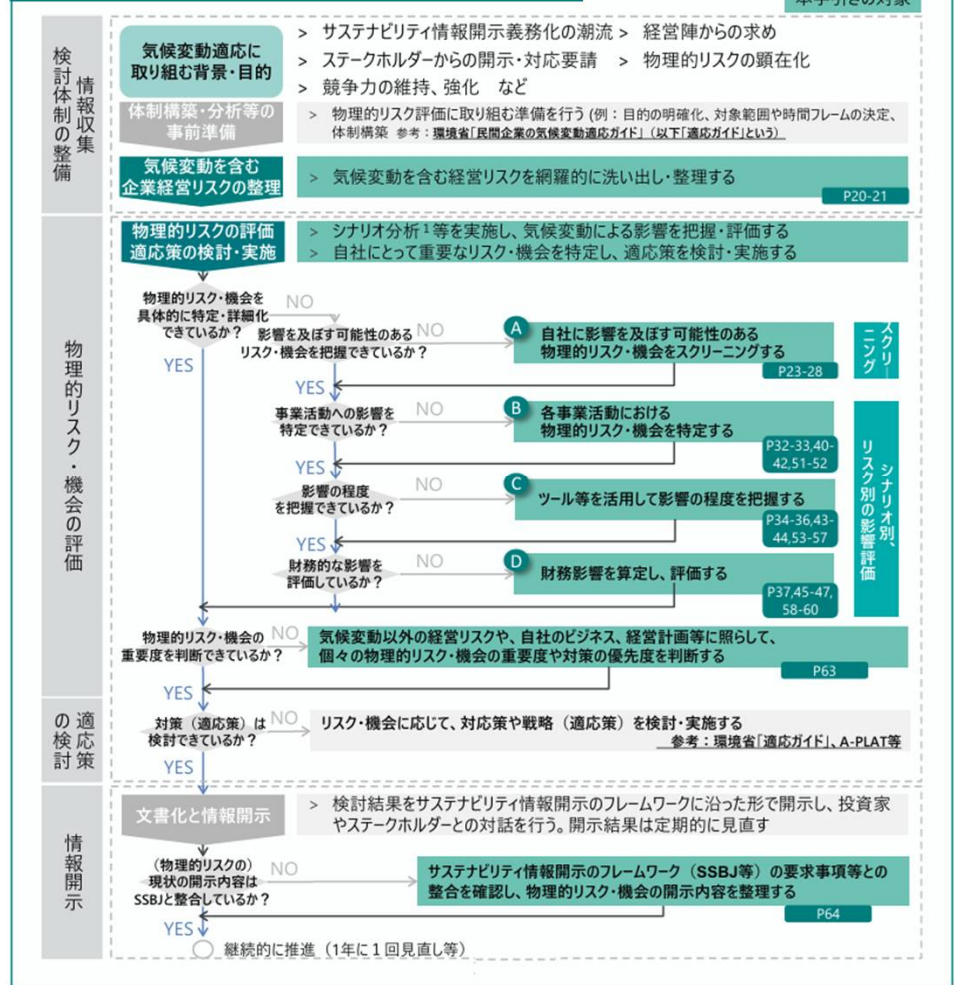 本手引きの対象
情報収集
検討体制の整備
気候変動適応に
取り組む背景・目的
> サステナビリティ情報開示義務化の潮流 > 経営陣からの求め
> ステークホルダーからの開示・対応要請 > 物理的リスクの顕在化
> 競争力の維持、強化 など
体制構築・分析等の
事前準備
> 物理的リスク評価に取り組む準備を行う (例:目的の明確化、対象範囲や時間フレームの決定、
体制構築 参考:環境省「民間企業の気候変動適応ガイド」(以下「適応ガイド」という)
気候変動を含む
企業経営リスクの整理
> 気候変動を含む経営リスクを網羅的に洗い出し・整理する
P20-21
物理的リスク・機会の評価
物理的リスクの評価
適応策の検討・実施
> シナリオ分析1等を実施し、気候変動による影響を把握・評価する
> 自社にとって重要なリスク・機会を特定し、適応策を検討・実施する
物理的リスク・機会を
具体的に特定・詳細化
できているか?
NO
YES
影響を及ぼす可能性のある
リスク・機会を把握できているか?
NO
A
自社に影響を及ぼす可能性のある
物理的リスク・機会をスクリーニングする
P23-28
スクリーニング
YES
事業活動への影響を
特定できているか?
NO
B
各事業活動における
物理的リスク・機会を特定する
P32-33,40-
42,51-52
シナリオ別、
リスク別の影響評価
YES
影響の程度
を把握できているか?
NO
C
ツール等を活用して影響の程度を把握する
P34-36,43-
44,53-57
YES
財務的な影響を
評価しているか?
NO
D
財務影響を算定し、評価する
P37,45-47,
58-60
物理的リスク・機会の
重要度を判断できているか?
NO
気候変動以外の経営リスクや、自社のビジネス、経営計画等に照らして、
個々の物理的リスク・機会の重要度や対策の優先度を判断する
P63
YES
適応策
の検討
対策(適応策)は
検討できているか?
NO
リスク・機会に応じて、対応策や戦略(適応策)を検討・実施する
参考:環境省「適応ガイド」、A-PLAT等
YES
情報開示
文書化と情報開示
> 検討結果をサステナビリティ情報開示のフレームワークに沿った形で開示し、投資家
やステークホルダーとの対話を行う。開示結果は定期的に見直す
(物理的リスクの)
現状の開示内容は
SSBJと整合しているか?
NO
サステナビリティ情報開示のフレームワーク(SSBJ等)の要求事項等との
整合を確認し、物理的リスク・機会の開示内容を整理する
P64
YES
継続的に推進(1年に1回見直し等)